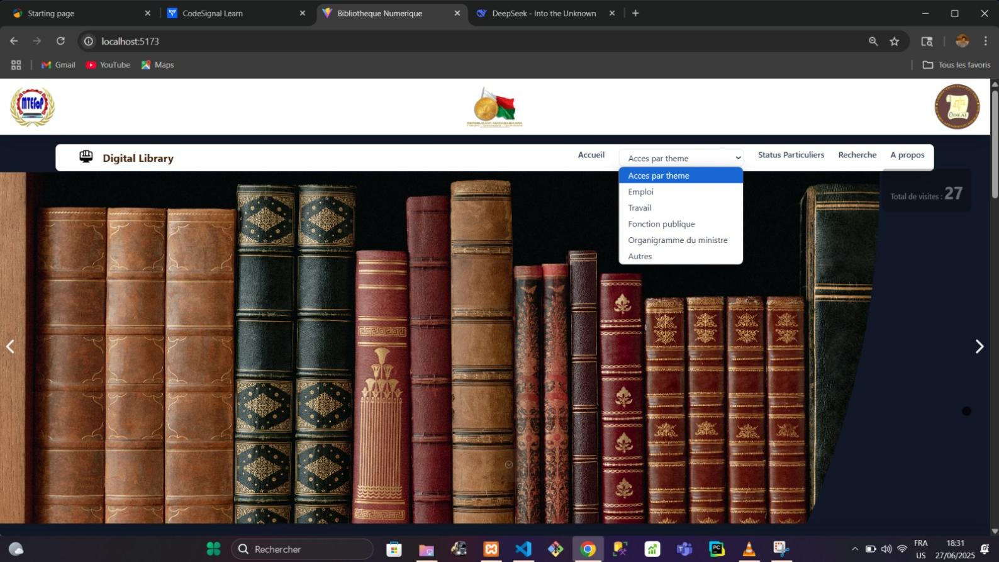 Starting page
CodeSignal Learn
Bibliotheque Numerique
DeepSeek - Into the Unknown
localhost:5173
Gmail
YouTube
Maps
Tous les favoris
MTEFoP
Digital Library
Accueil
Acces par theme
Status Particuliers
Recherche
A propos
Acces par theme
Emploi
Travail
Fonction publique
Organigramme du ministre
Autres
Total de visites : 27
Rechercher
FRA
US
18:31
27/06/2025